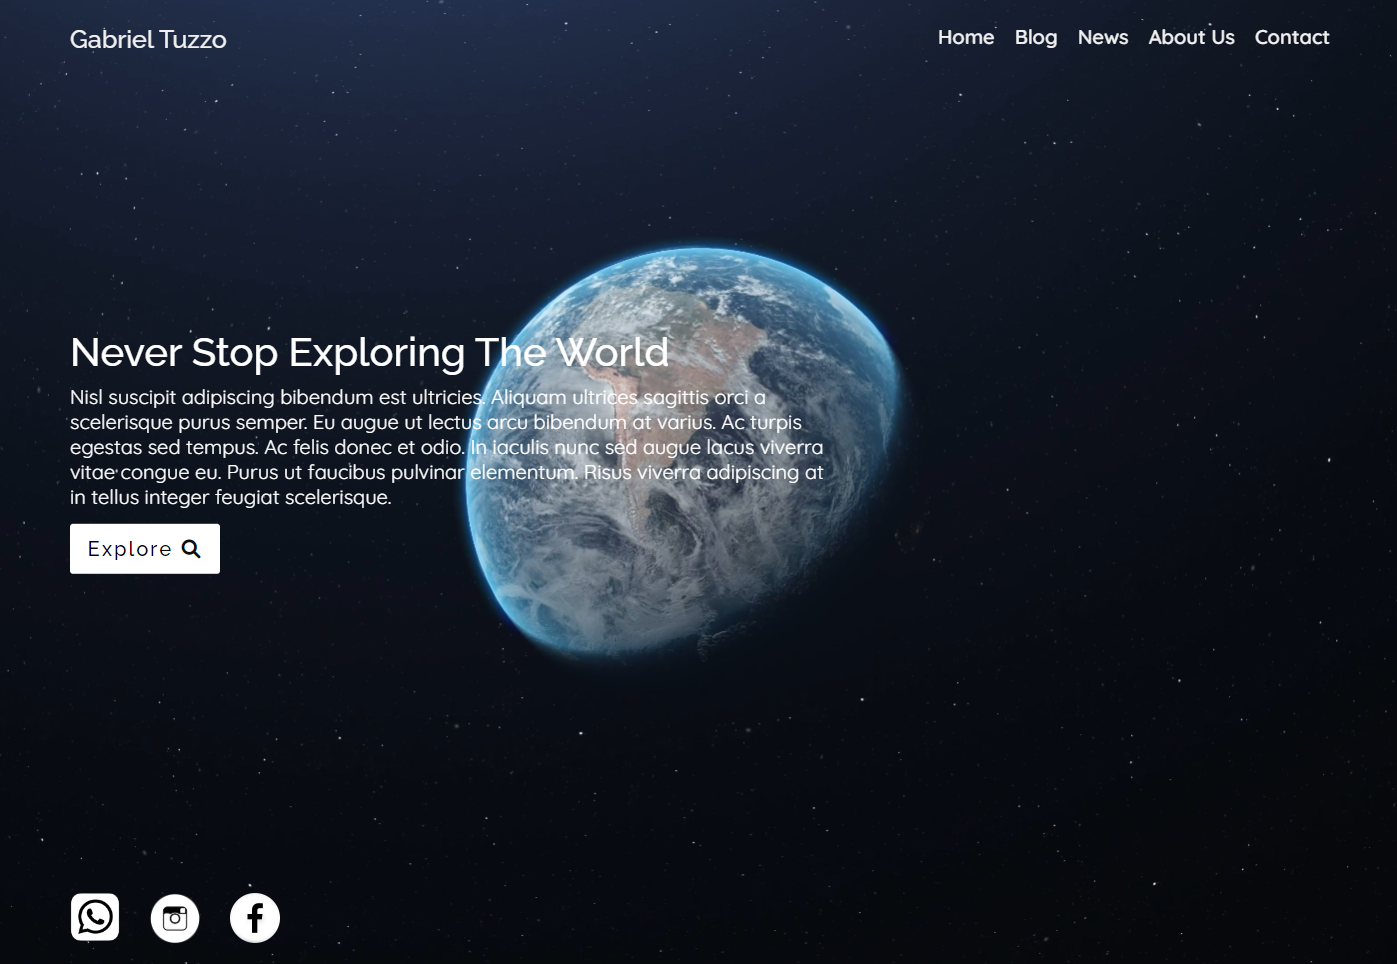 Gabriel Tuzzo
Home Blog News About Us Contact
Never Stop Exploring The World
Nisl suscipit adipiscing bibendum est ultricies. Aliquam ultrices sagittis orci a
scelerisque purus semper. Eu augue ut lectus arcu bibendum at varius. Ac turpis
egestas sed tempus. Ac felis donec et odio. In iaculis nunc sed augue lacus viverra
vitae congue eu. Purus ut faucibus pulvinar elementum. Risus viverra adipiscing at
in tellus integer feugiat scelerisque.
Explore